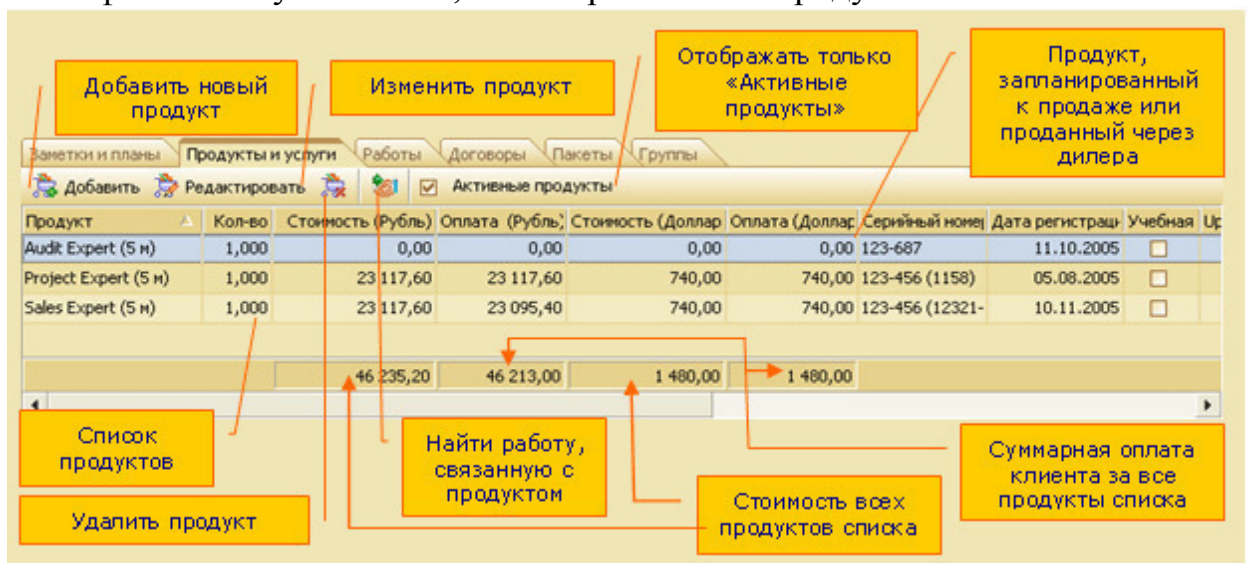 Добавить новый
продукт
Изменить продукт
Отображать только
«Активные
продукты»
Продукт,
запланированный
к продаже или
проданный через
дилера
Заметки и планы Продукты и услуги Работы Договоры Пакеты Группы
Добавить Редактировать Активные продукты
Продукт Кол-во Стоимость (Рубль) Оплата (Рубль) Стоимость (Доллар Оплата (Доллар Серийный номер Дата регистраци Учебная Up
Audit Expert (5 м) 1,000 0,00 0,00 0,00 0,00 123-687 11.10.2005
Project Expert (5 м) 1,000 23 117,60 23 117,60 740,00 740,00 123-456 (1158) 05.08.2005
Sales Expert (5 м) 1,000 23 117,60 23 095,40 740,00 740,00 123-456 (12321- 10.11.2005
46 235,20 46 213,00 1 480,00 1 480,00
Список
продуктов
Найти работу,
связанную с
продуктом
Суммарная оплата
клиента за все
продукты списка
Удалить продукт
Стоимость всех
продуктов списка